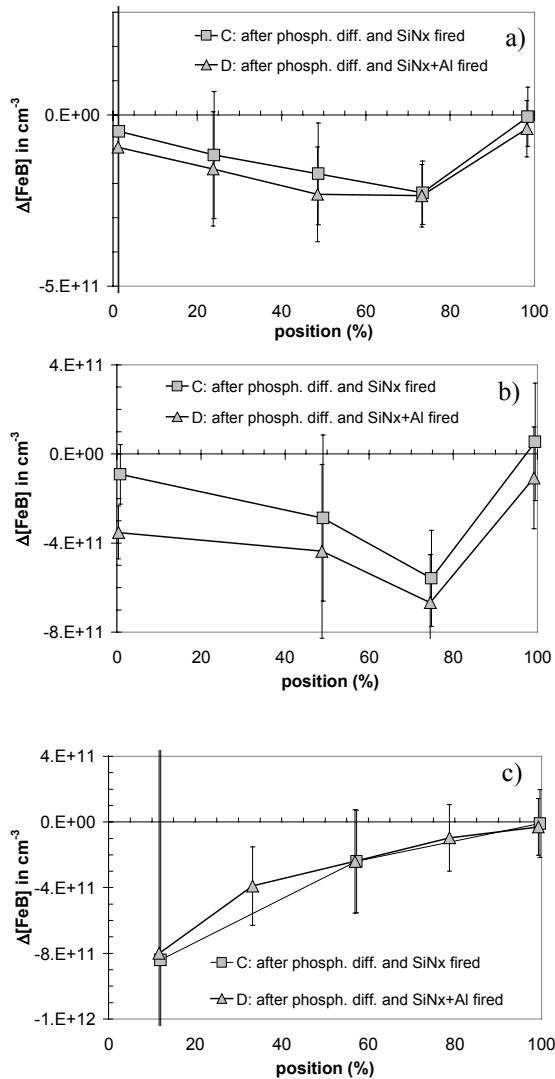 a)
C: after phosph. diff. and SiNx fired
D: after phosph. diff. and SiNx+Al fired
0.E+00
-5.E+11
Δ[FeB] in cm-3
0 20 40 60 80 100
position (%)
b)
4.E+11
C: after phosph. diff. and SiNx fired
D: after phosph. diff. and SiNx+Al fired
0.E+00
-4.E+11
-8.E+11
Δ[FeB] in cm-3
0 20 40 60 80 100
position (%)
c)
4.E+11
0.E+00
-4.E+11
-8.E+11
-1.E+12
Δ[FeB] in cm-3
C: after phosph. diff. and SiNx fired
D: after phosph. diff. and SiNx+Al fired
0 20 40 60 80 100
position (%)